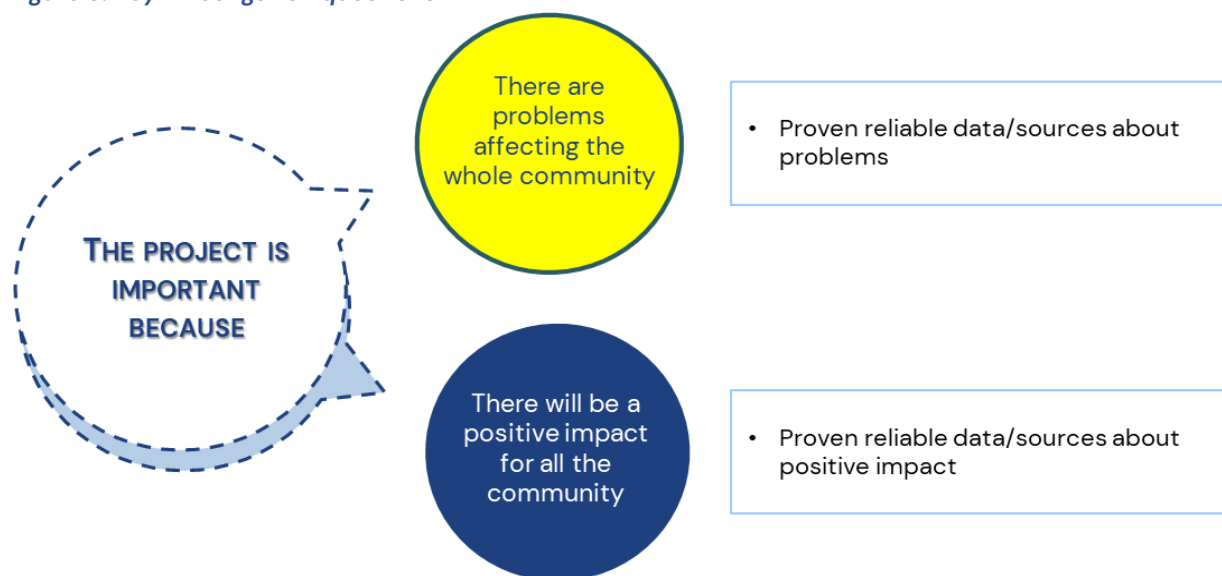 THE PROJECT IS
IMPORTANT
BECAUSE
There are
problems
affecting the
whole community
• Proven reliable data/sources about
problems
There will be a
positive impact
for all the
community
• Proven reliable data/sources about
positive impact